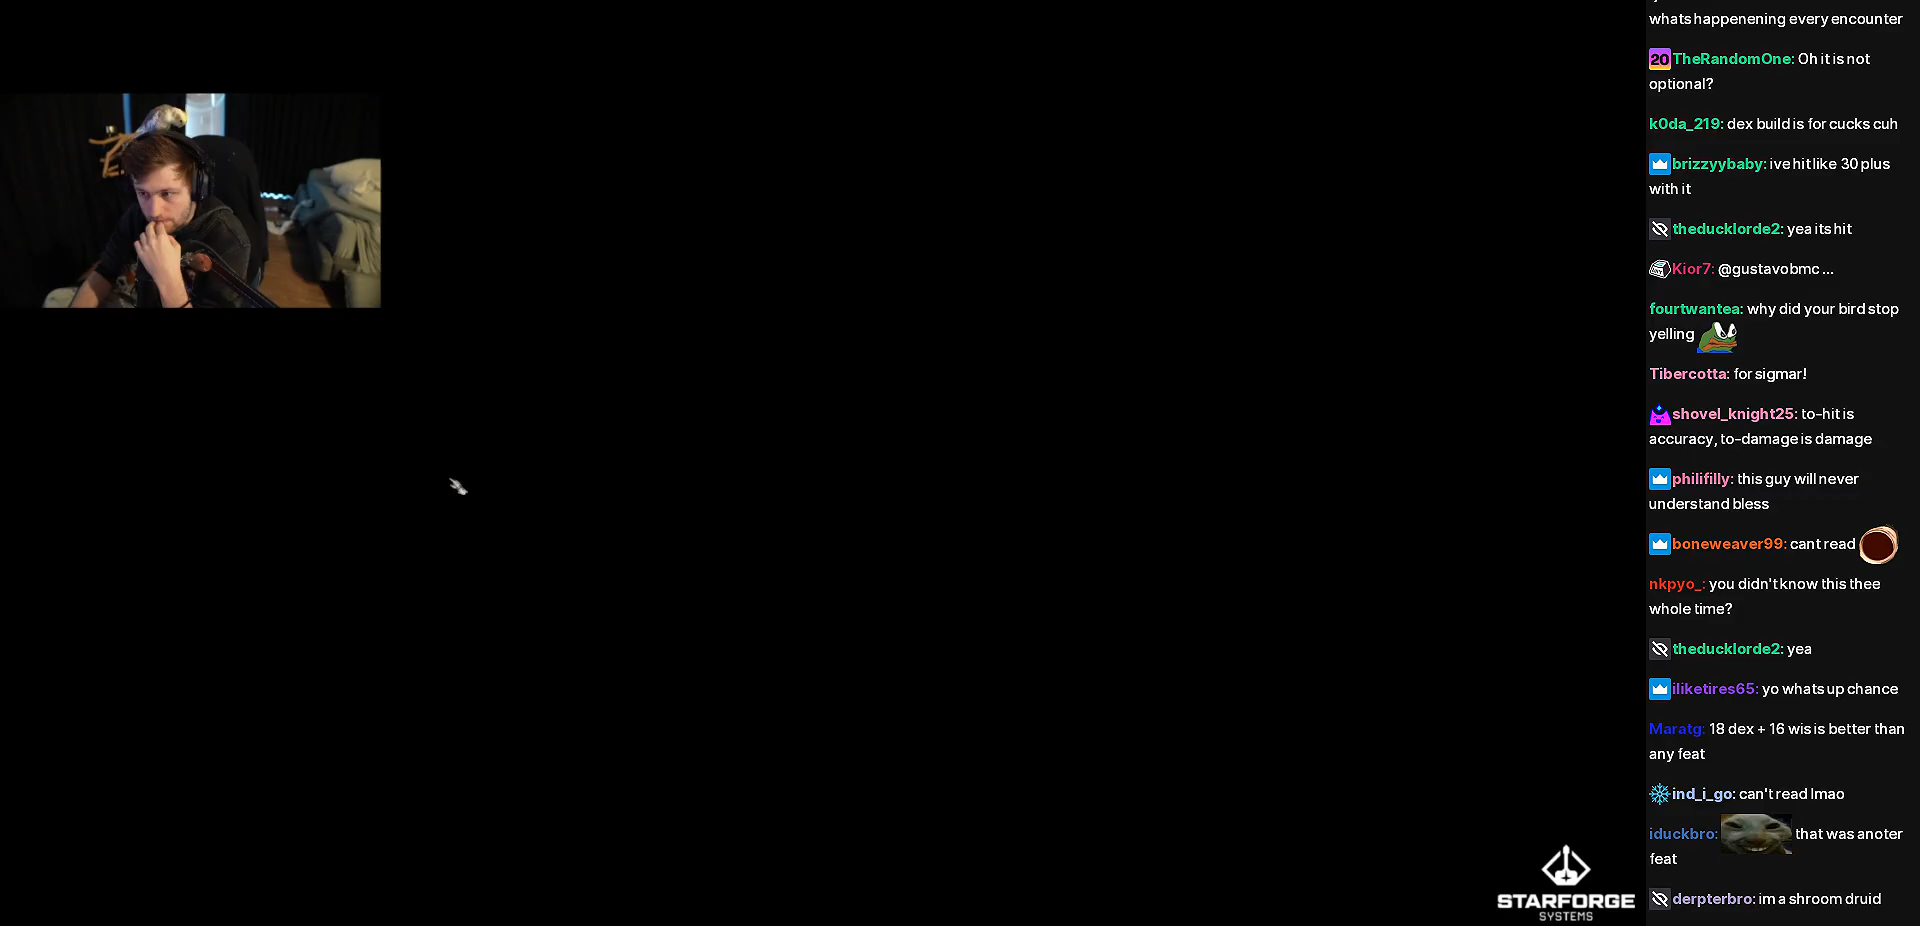 whats happenening every encounter
20 TheRandomOne: Oh it is not
optional?
k0da_219: dex build is for cucks cuh
brizzyybaby: ive hit like 30 plus
with it
theducklorde2: yea its hit
Kior7: @gustavobmc ...
fourtwantea: why did your bird stop
yelling
Tibercotta: for sigmar!
shovel_knight25: to-hit is
accuracy, to-damage is damage
philifilly: this guy will never
understand bless
boneweaver99: cant read
nkpyo_: you didn't know this thee
whole time?
theducklorde2: yea
iliketires65: yo whats up chance
Maratg: 18 dex + 16 wis is better than
any feat
ind_i_go: can't read lmao
iduckbro: that was anoter
feat
derpterbro: im a shroom druid
STARFORGE
SYSTEMS